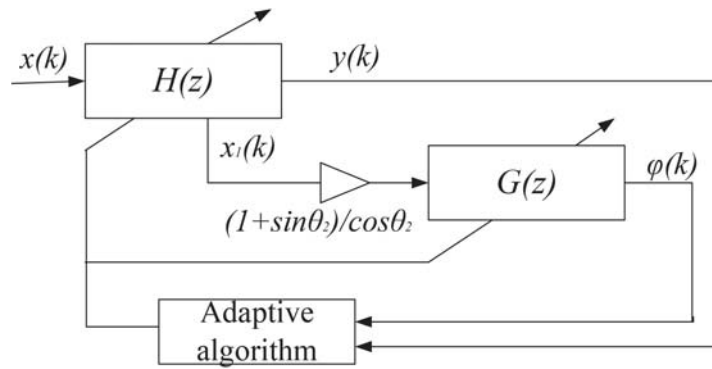 x(k)
H(z)
y(k)
x₁(k)
(1+sinθ₂)/cosθ₂
G(z)
φ(k)
Adaptive
algorithm